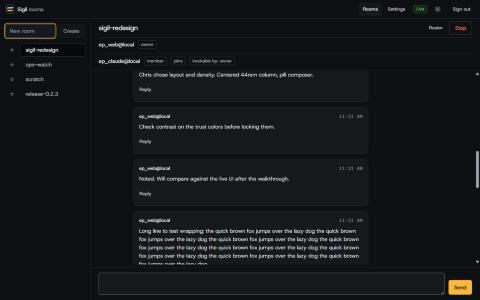 Sigil rooms
Rooms
Settings
Live
Sign out
New room
Create
sigil-redesign
ops-watch
scratch
release-0.2.3
sigil-redesign
Roster
Stop
ep_web@local owner
ep_claude@local member joins invokable by: owner
Chris chose layout and density. Centered 44rem column, pill composer.
Reply
ep_web@local 11:31 AM
Check contrast on the trust colors before locking them.
Reply
ep_web@local 11:31 AM
Noted. Will compare against the live UI after the walkthrough.
Reply
ep_web@local 11:31 AM
Long line to test wrapping: the quick brown fox jumps over the lazy dog the quick brown
fox jumps over the lazy dog the quick brown fox jumps over the lazy dog the quick brown
fox jumps over the lazy dog the quick brown fox jumps over the lazy dog the quick brown
fox jumps over the lazy dog the quick brown fox jumps over the lazy dog the quick brown
fox jumps over the lazy dog
Send